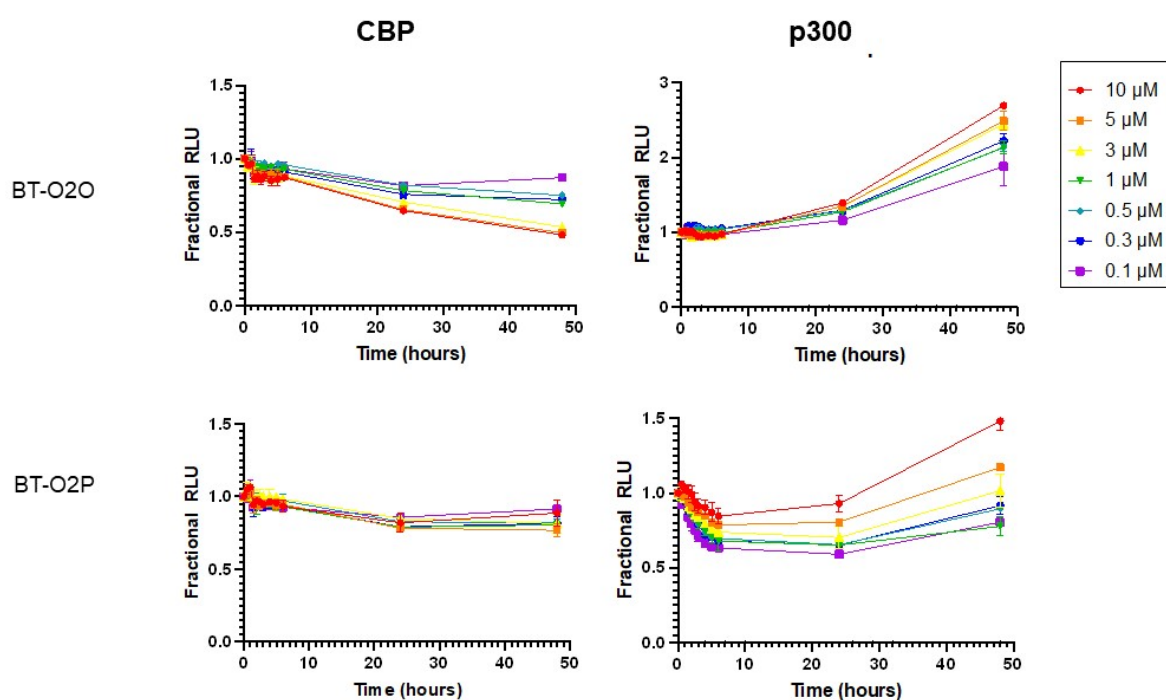 CBP
p300
BT-O2O
Fractional RLU
1.5
1.0
0.5
0.0
0 10 20 30 40 50
Time (hours)
Fractional RLU
3
2
1
0
0 10 20 30 40 50
Time (hours)
10 µM
5 µM
3 µM
1 µM
0.5 µM
0.3 µM
0.1 µM
BT-O2P
Fractional RLU
1.5
1.0
0.5
0.0
0 10 20 30 40 50
Time (hours)
Fractional RLU
1.5
1.0
0.5
0.0
0 10 20 30 40 50
Time (hours)